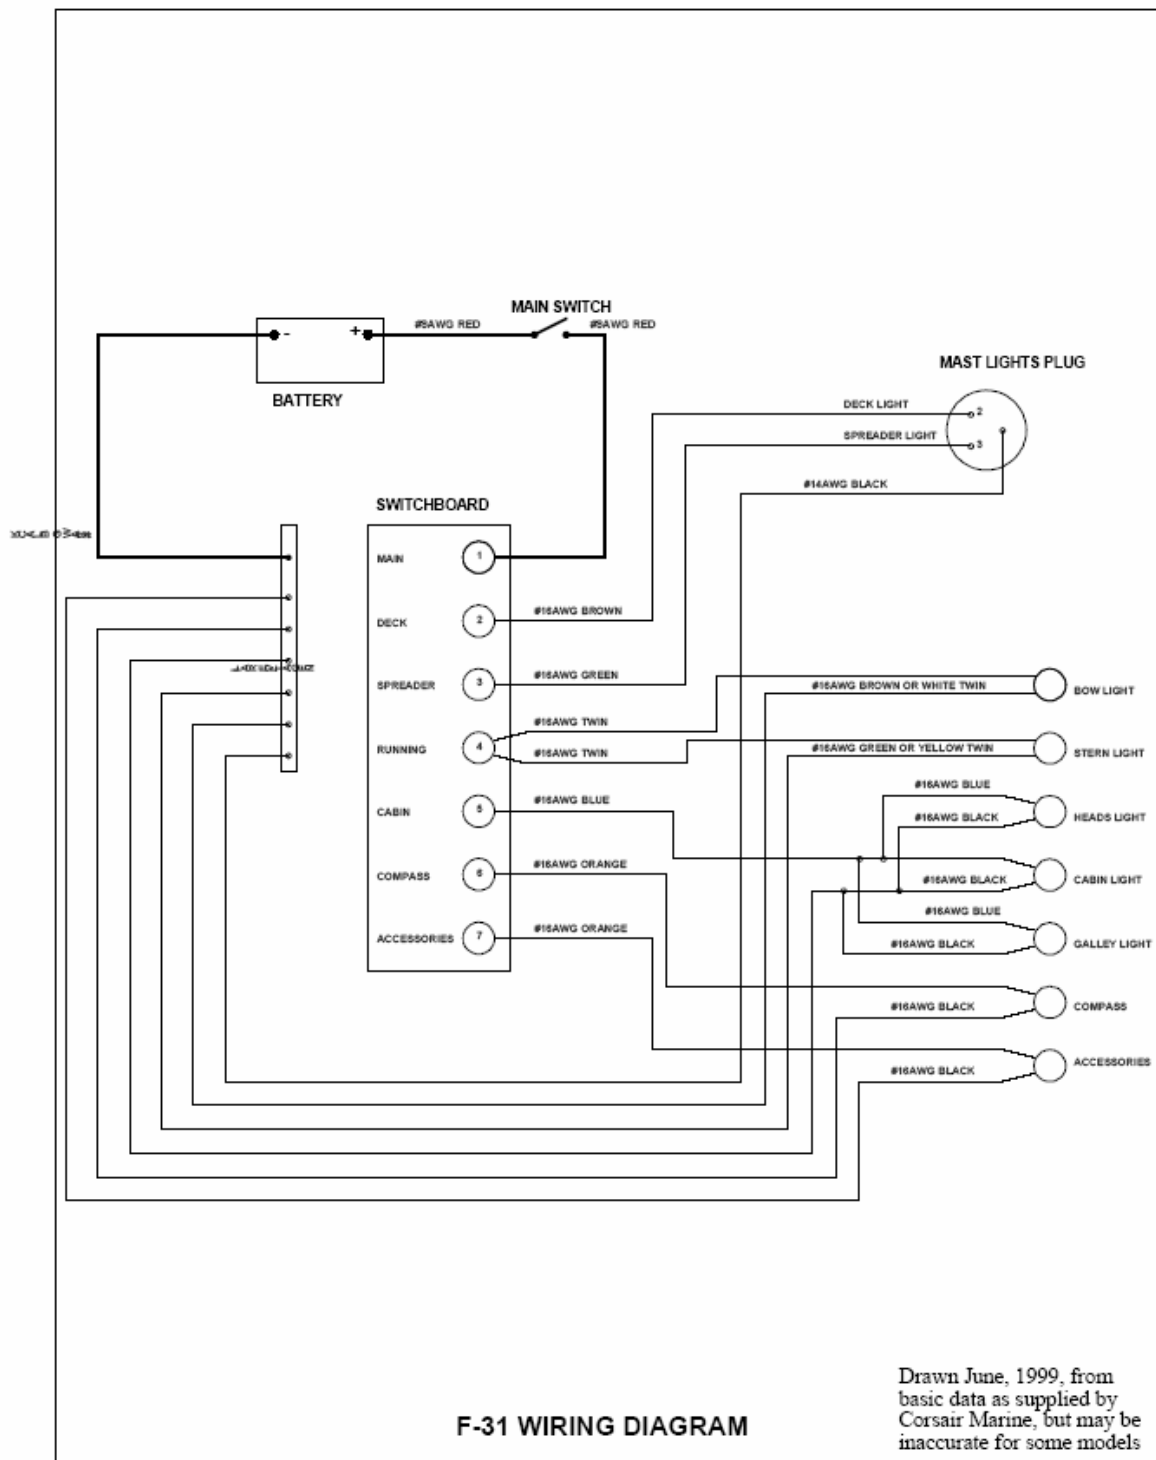 MAIN SWITCH
#8AWG RED
#8AWG RED
- +
BATTERY
MAST LIGHTS PLUG
DECK LIGHT
2
SPREADER LIGHT
3
#14AWG BLACK
SWITCHBOARD
MAIN 1
DECK 2 #16AWG BROWN
SPREADER 3 #16AWG GREEN
#16AWG BROWN OR WHITE TWIN BOW LIGHT
#16AWG TWIN
RUNNING 4
#16AWG TWIN
#16AWG GREEN OR YELLOW TWIN STERN LIGHT
#16AWG BLUE
CABIN 5 #16AWG BLUE
#16AWG BLACK HEADS LIGHT
COMPASS 6 #16AWG ORANGE
#16AWG BLACK CABIN LIGHT
#16AWG BLUE
ACCESSORIES 7 #16AWG ORANGE
#16AWG BLACK GALLEY LIGHT
#16AWG BLACK COMPASS
#16AWG BLACK ACCESSORIES
F-31 WIRING DIAGRAM
Drawn June, 1999, from
basic data as supplied by
Corsair Marine, but may be
inaccurate for some models